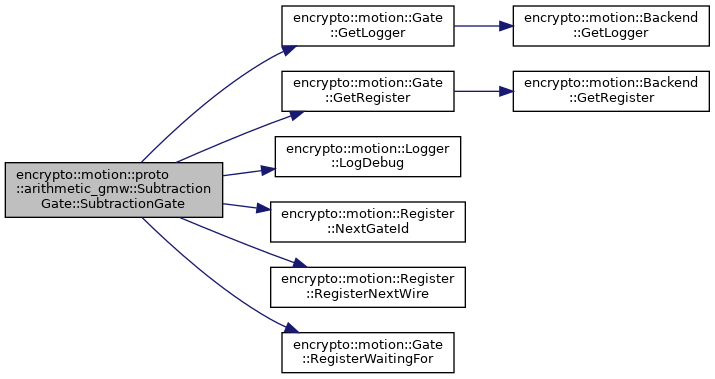 encrypto::motion::Gate
::GetLogger
encrypto::motion::Backend
::GetLogger
encrypto::motion::Gate
::GetRegister
encrypto::motion::Backend
::GetRegister
encrypto::motion::Logger
::LogDebug
encrypto::motion::proto
::arithmetic_gmw::Subtraction
Gate::SubtractionGate
encrypto::motion::Register
::NextGateId
encrypto::motion::Register
::RegisterNextWire
encrypto::motion::Gate
::RegisterWaitingFor